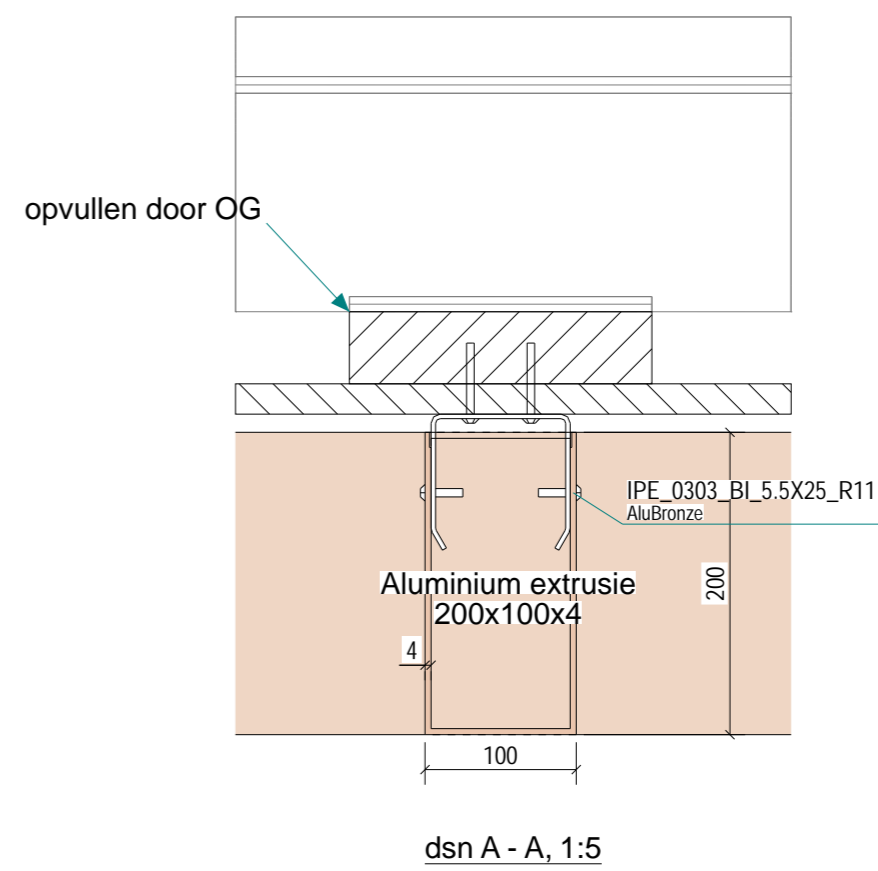 opvullen door OG
IPE_0303_BI_5.5X25_R11
AluBronze
Aluminium extrusie
200x100x4
200
4
100
dsn A - A, 1:5